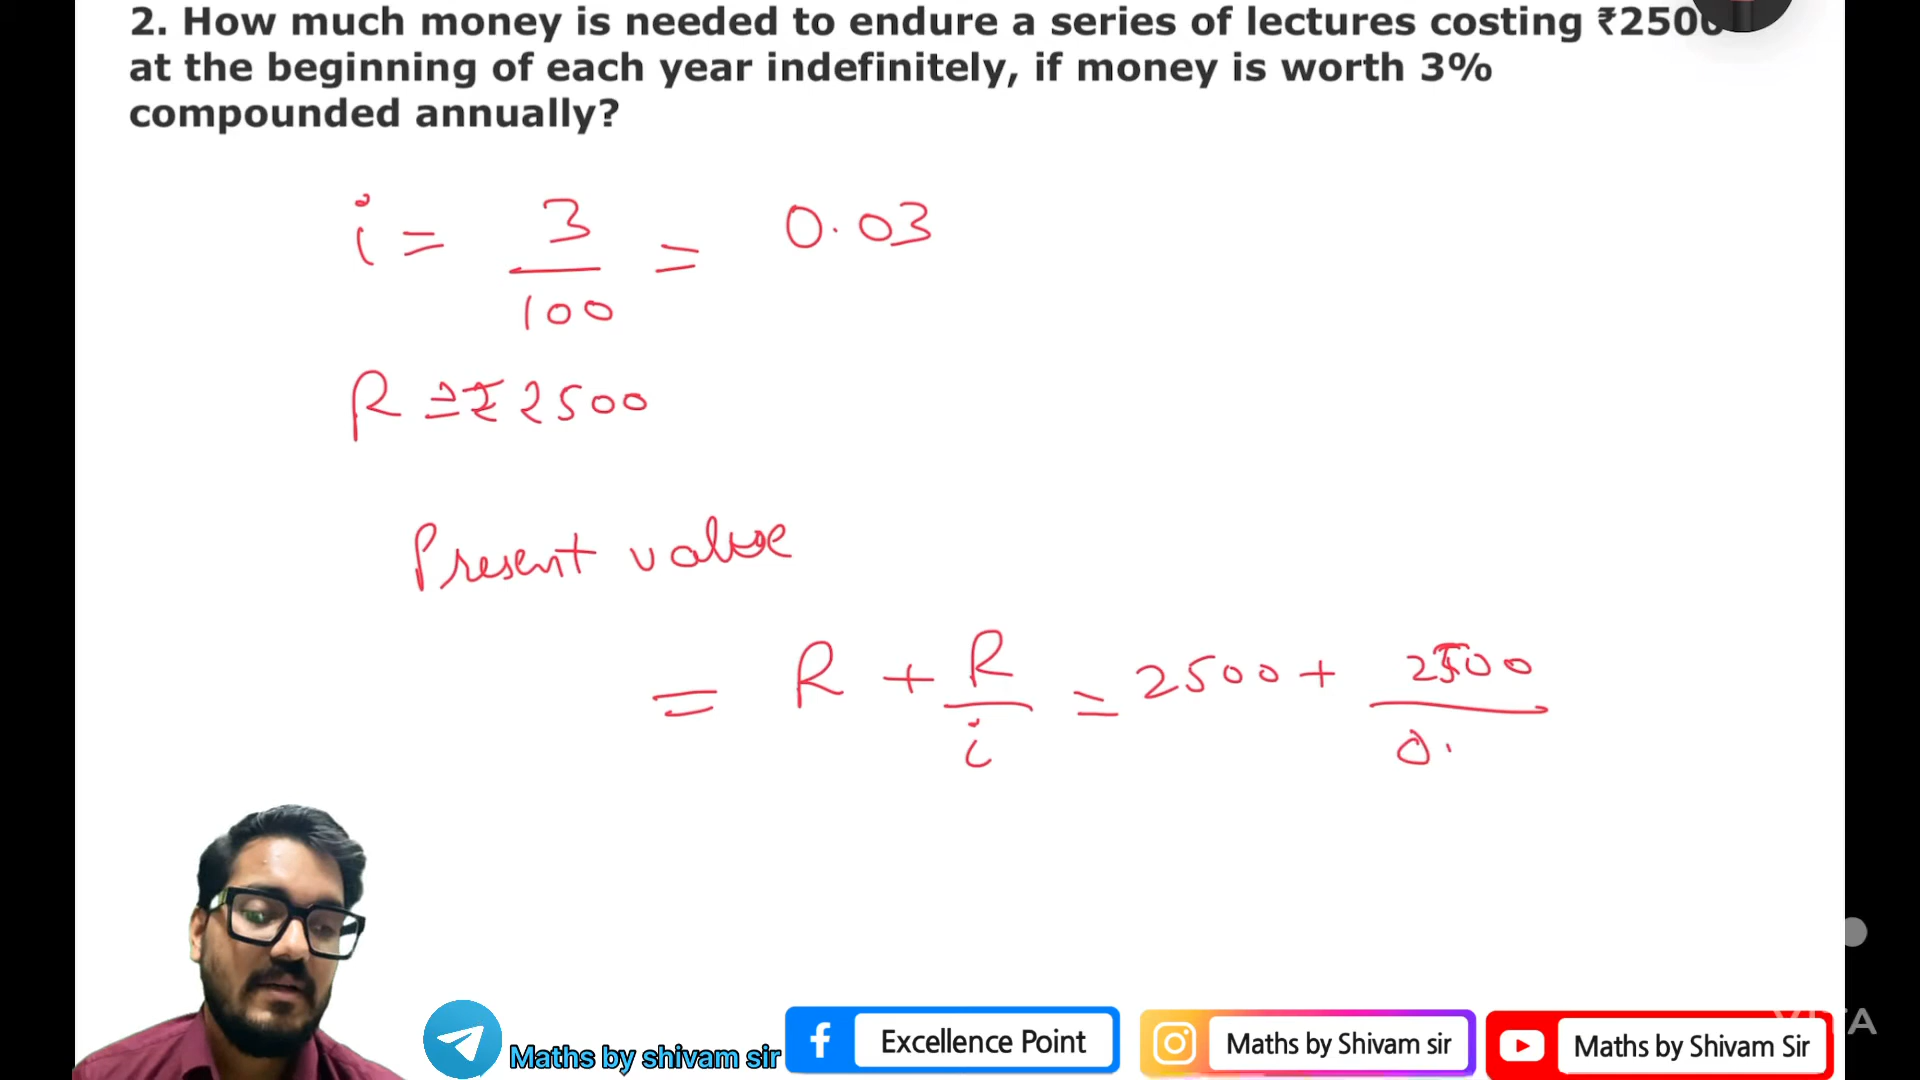 2. How much money is needed to endure a series of lectures costing ₹2500
at the beginning of each year indefinitely, if money is worth 3%
compounded annually?
i = 3/100 = 0.03
R = ₹2500
Present value
= R + R/i = 2500 + 2500/0.
Maths by shivam sir
Excellence Point
Maths by Shivam sir
Maths by Shivam Sir
VITA